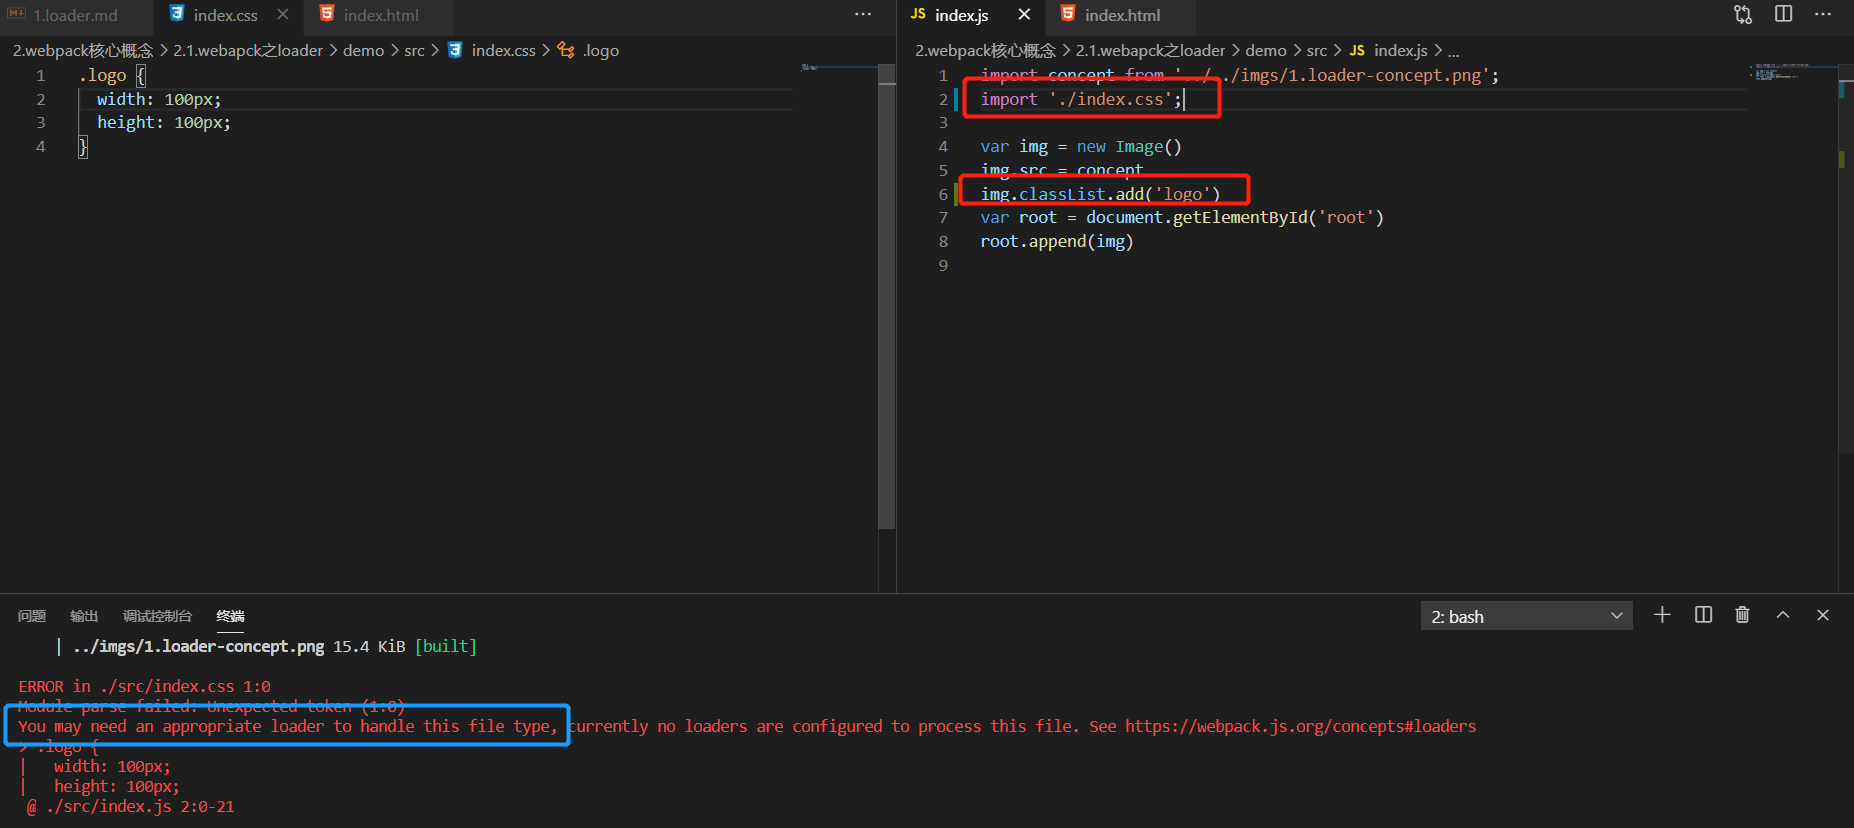 1.loader.md index.css index.html
2.webpack核心概念 > 2.1.webapck之loader > demo > src > index.css > .logo
1 .logo {
2 width: 100px;
3 height: 100px;
4 }
JS index.js index.html
2.webpack核心概念 > 2.1.webapck之loader > demo > src > JS index.js > ...
1 import concept from '../../imgs/1.loader-concept.png';
2 import './index.css';
3
4 var img = new Image()
5 img.src = concept
6 img.classList.add('logo')
7 var root = document.getElementById('root')
8 root.append(img)
9
问题 输出 调试控制台 终端 2: bash
| ../imgs/1.loader-concept.png 15.4 KiB [built]
ERROR in ./src/index.css 1:0
Module parse failed: Unexpected token (1:0)
You may need an appropriate loader to handle this file type, currently no loaders are configured to process this file. See https://webpack.js.org/concepts#loaders
> .logo {
| width: 100px;
| height: 100px;
@ ./src/index.js 2:0-21